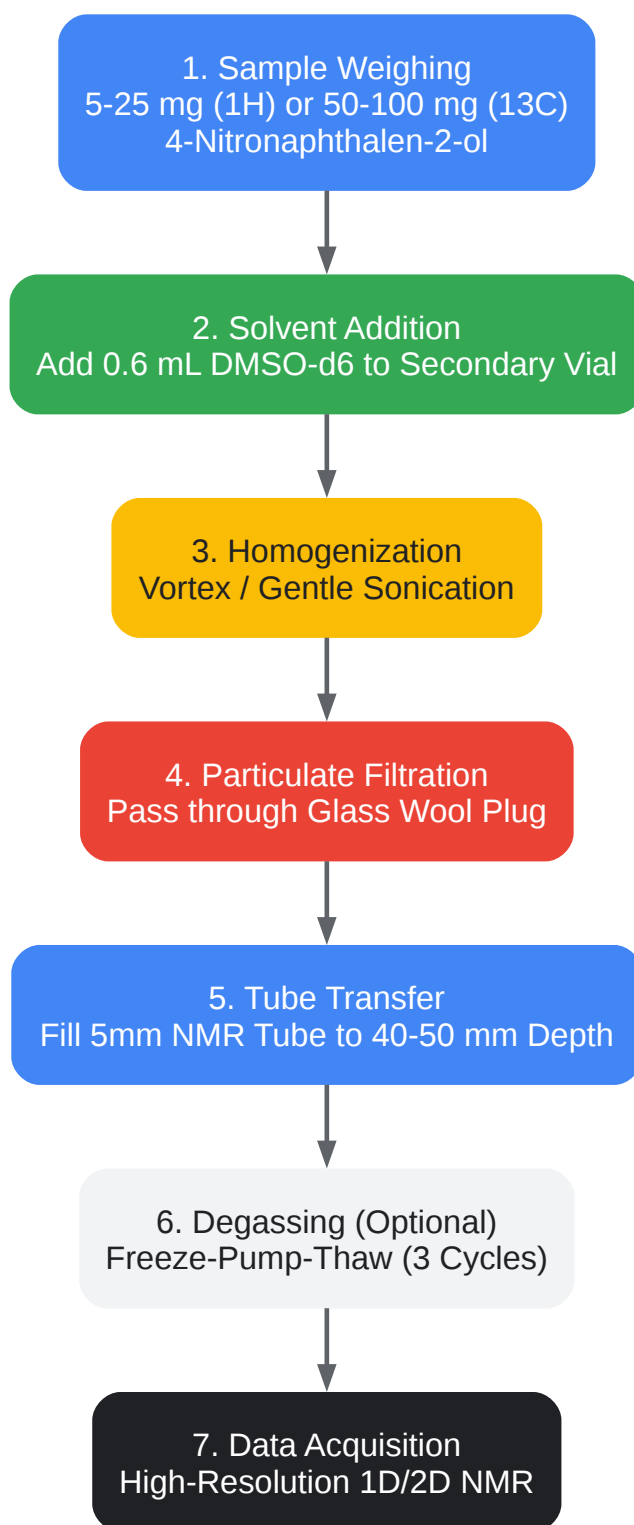 1. Sample Weighing
5-25 mg (1H) or 50-100 mg (13C)
4-Nitronaphthalen-2-ol
2. Solvent Addition
Add 0.6 mL DMSO-d6 to Secondary Vial
3. Homogenization
Vortex / Gentle Sonication
4. Particulate Filtration
Pass through Glass Wool Plug
5. Tube Transfer
Fill 5mm NMR Tube to 40-50 mm Depth
6. Degassing (Optional)
Freeze-Pump-Thaw (3 Cycles)
7. Data Acquisition
High-Resolution 1D/2D NMR